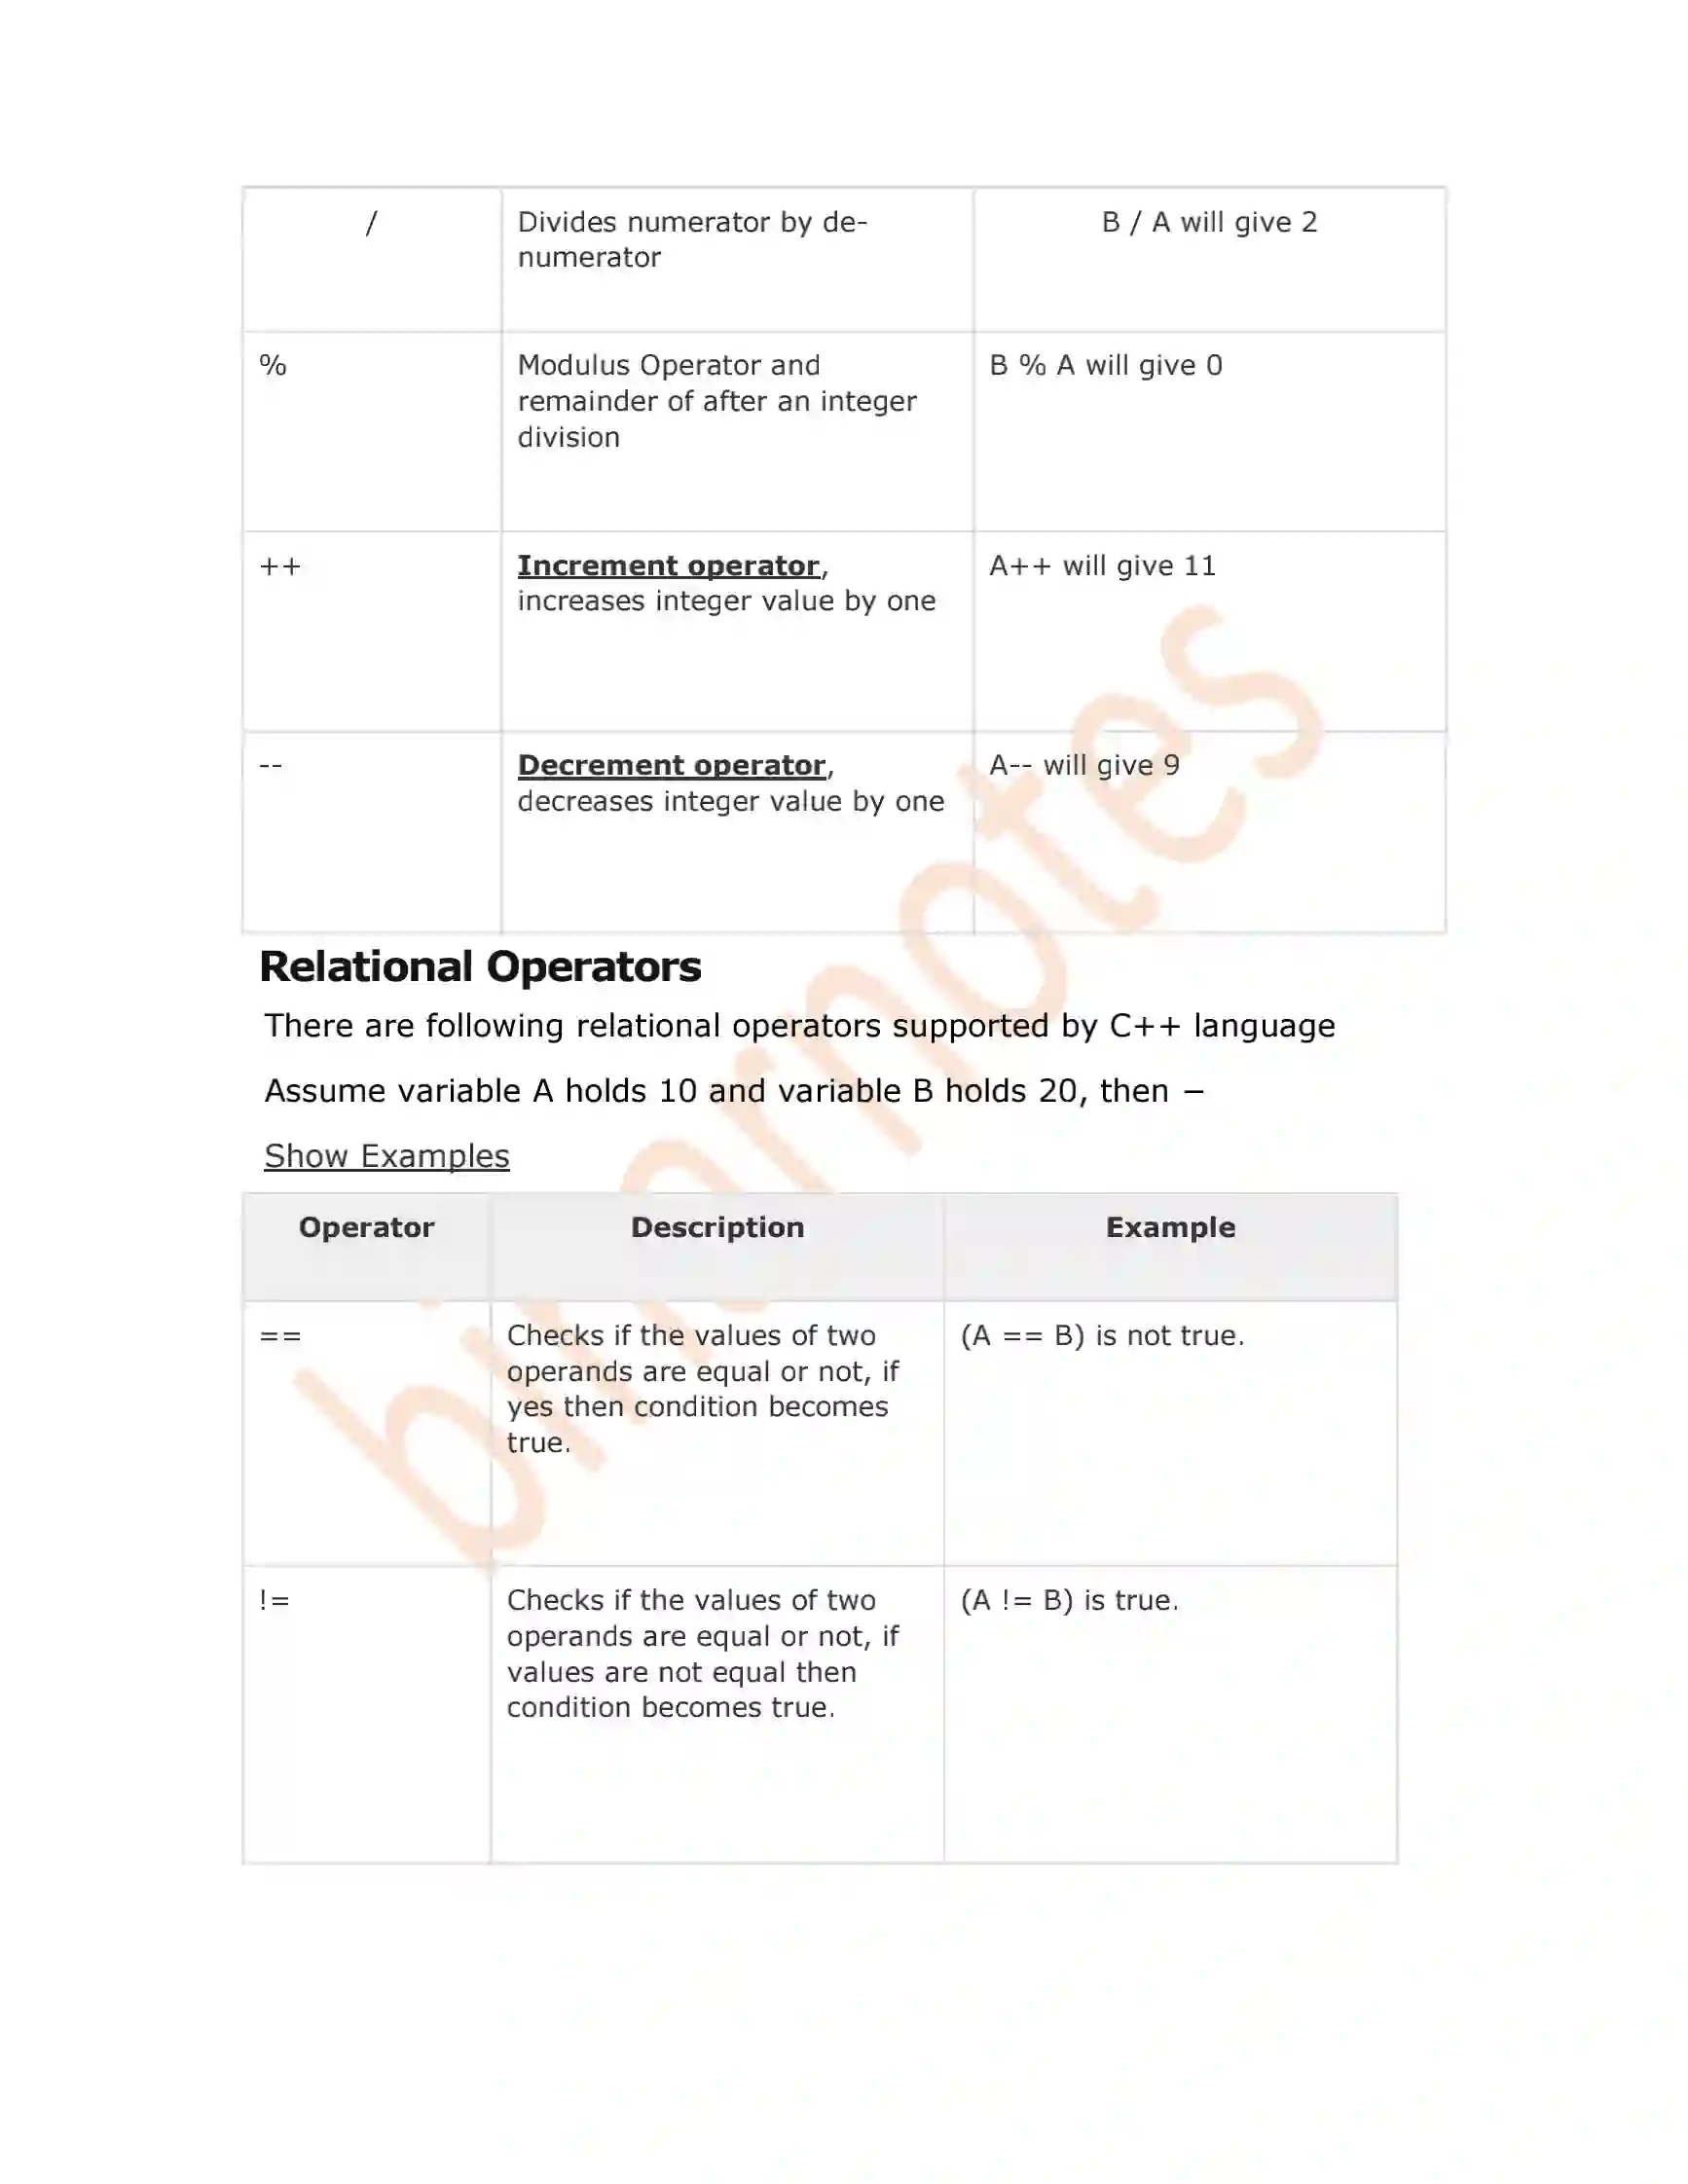 / Divides numerator by de-
numerator B / A will give 2
% Modulus Operator and B % A will give 0
remainder of after an integer
division
++ Increment operator, A++ will give 11
increases integer value by one
-- Decrement operator, A-- will give 9
decreases integer value by one
Relational Operators
There are following relational operators supported by C++ language
Assume variable A holds 10 and variable B holds 20, then −
Show Examples
Operator Description Example
== Checks if the values of two (A == B) is not true.
operands are equal or not, if
yes then condition becomes
true.
!= Checks if the values of two (A != B) is true.
operands are equal or not, if
values are not equal then
condition becomes true.